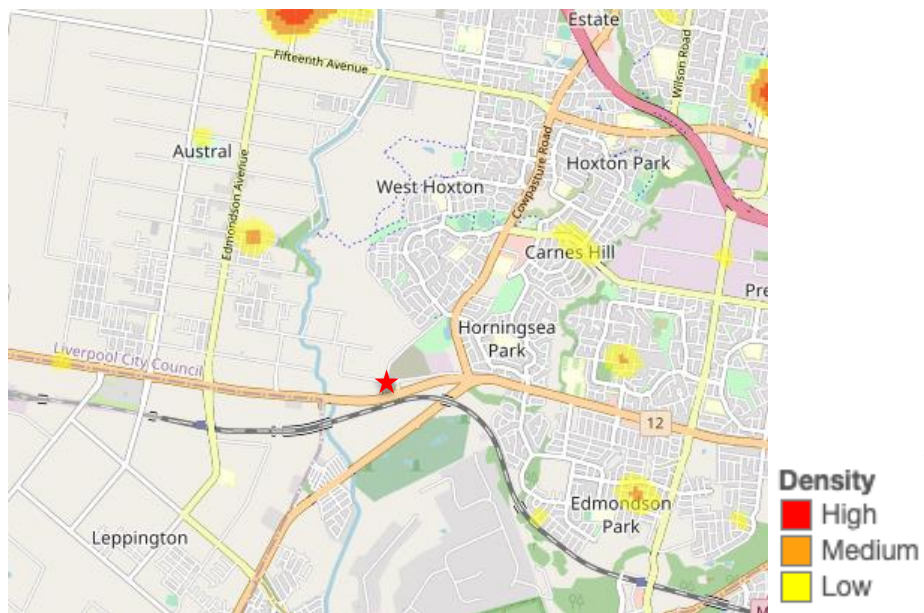 Estate
Fifteenth Avenue
Wilson Road
Austral
Hoxton Park
West Hoxton
Cowpasture Road
Edmondson Avenue
Carnes Hill
Pre
Horningsea
Park
Liverpool City Council
12
Density
High
Edmondson
Park
Medium
Leppington
Low